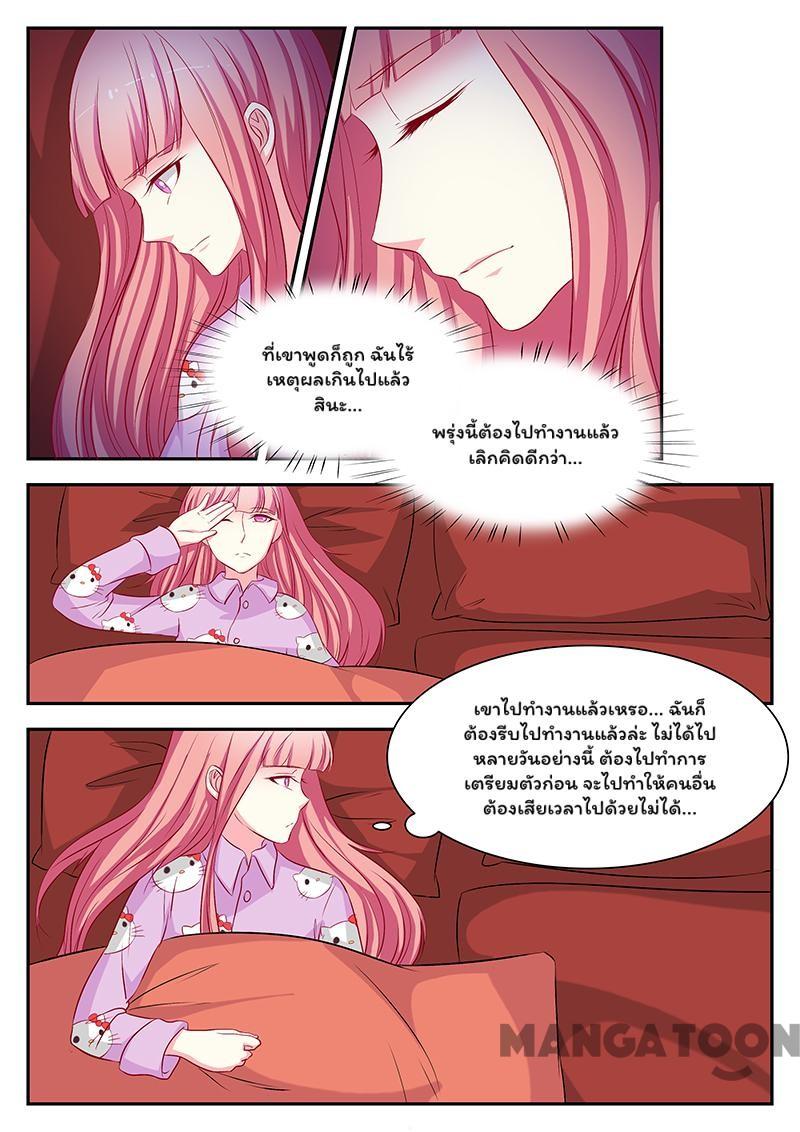 ที่เขาพูดก็ถูก ฉันไร้
เหตุผลเกินไปแล้ว
สินะ...
พรุ่งนี้ต้องไปทำงานแล้ว
เลิกคิดดีกว่า...
เขาไปทำงานแล้วเหรอ... ฉันก็
ต้องรีบไปทำงานแล้วล่ะ ไม่ได้ไป
หลายวันอย่างนี้ ต้องไปทำการ
เตรียมตัวก่อน จะไปทำให้คนอื่น
ต้องเสียเวลาไปด้วยไม่ได้...
MANGATOON